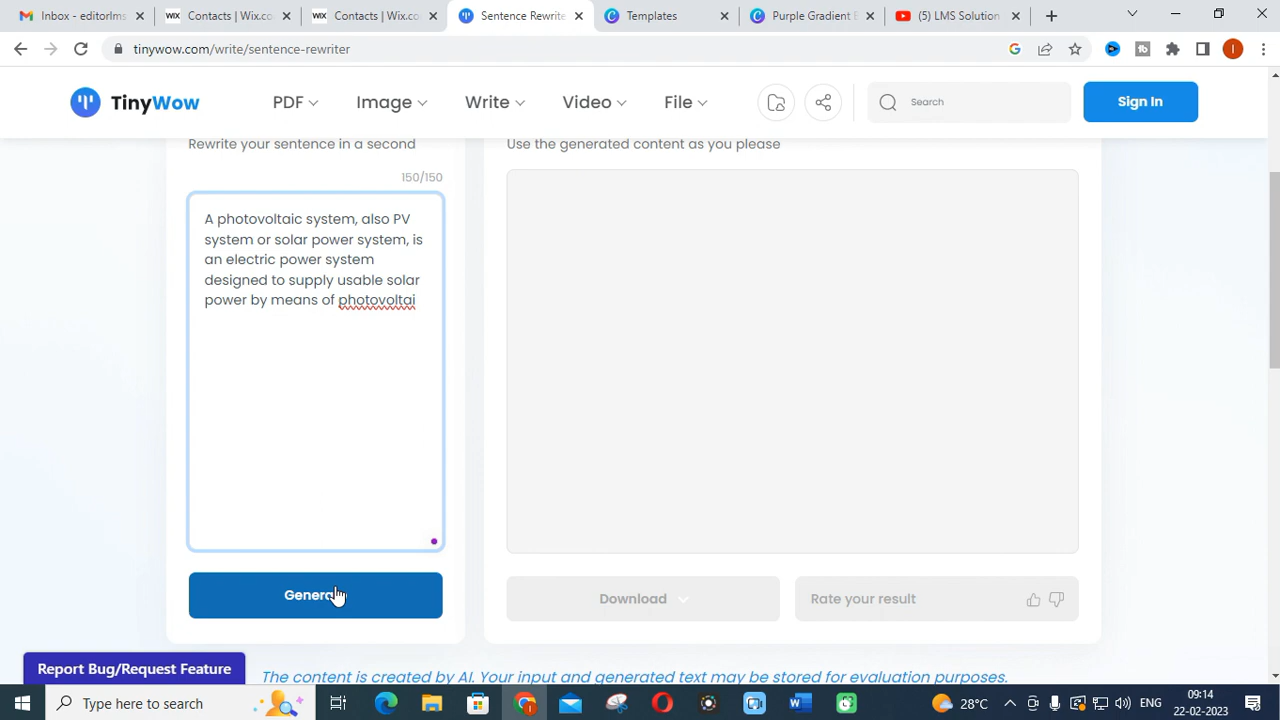 Inbox - editorlms
Contacts | Wix.co
Contacts | Wix.co
Sentence Rewrite
Templates
Purple Gradient B
(5) LMS Solution
tinywow.com/write/sentence-rewriter
TinyWow
PDF
Image
Write
Video
File
Search
Sign In
Rewrite your sentence in a second
Use the generated content as you please
150/150
A photovoltaic system, also PV
system or solar power system, is
an electric power system
designed to supply usable solar
power by means of photovoltai
Generate
Download
Rate your result
Report Bug/Request Feature
The content is created by AI. Your input and generated text may be stored for evaluation purposes.
Type here to search
28°C
ENG
09:14
22-02-2023